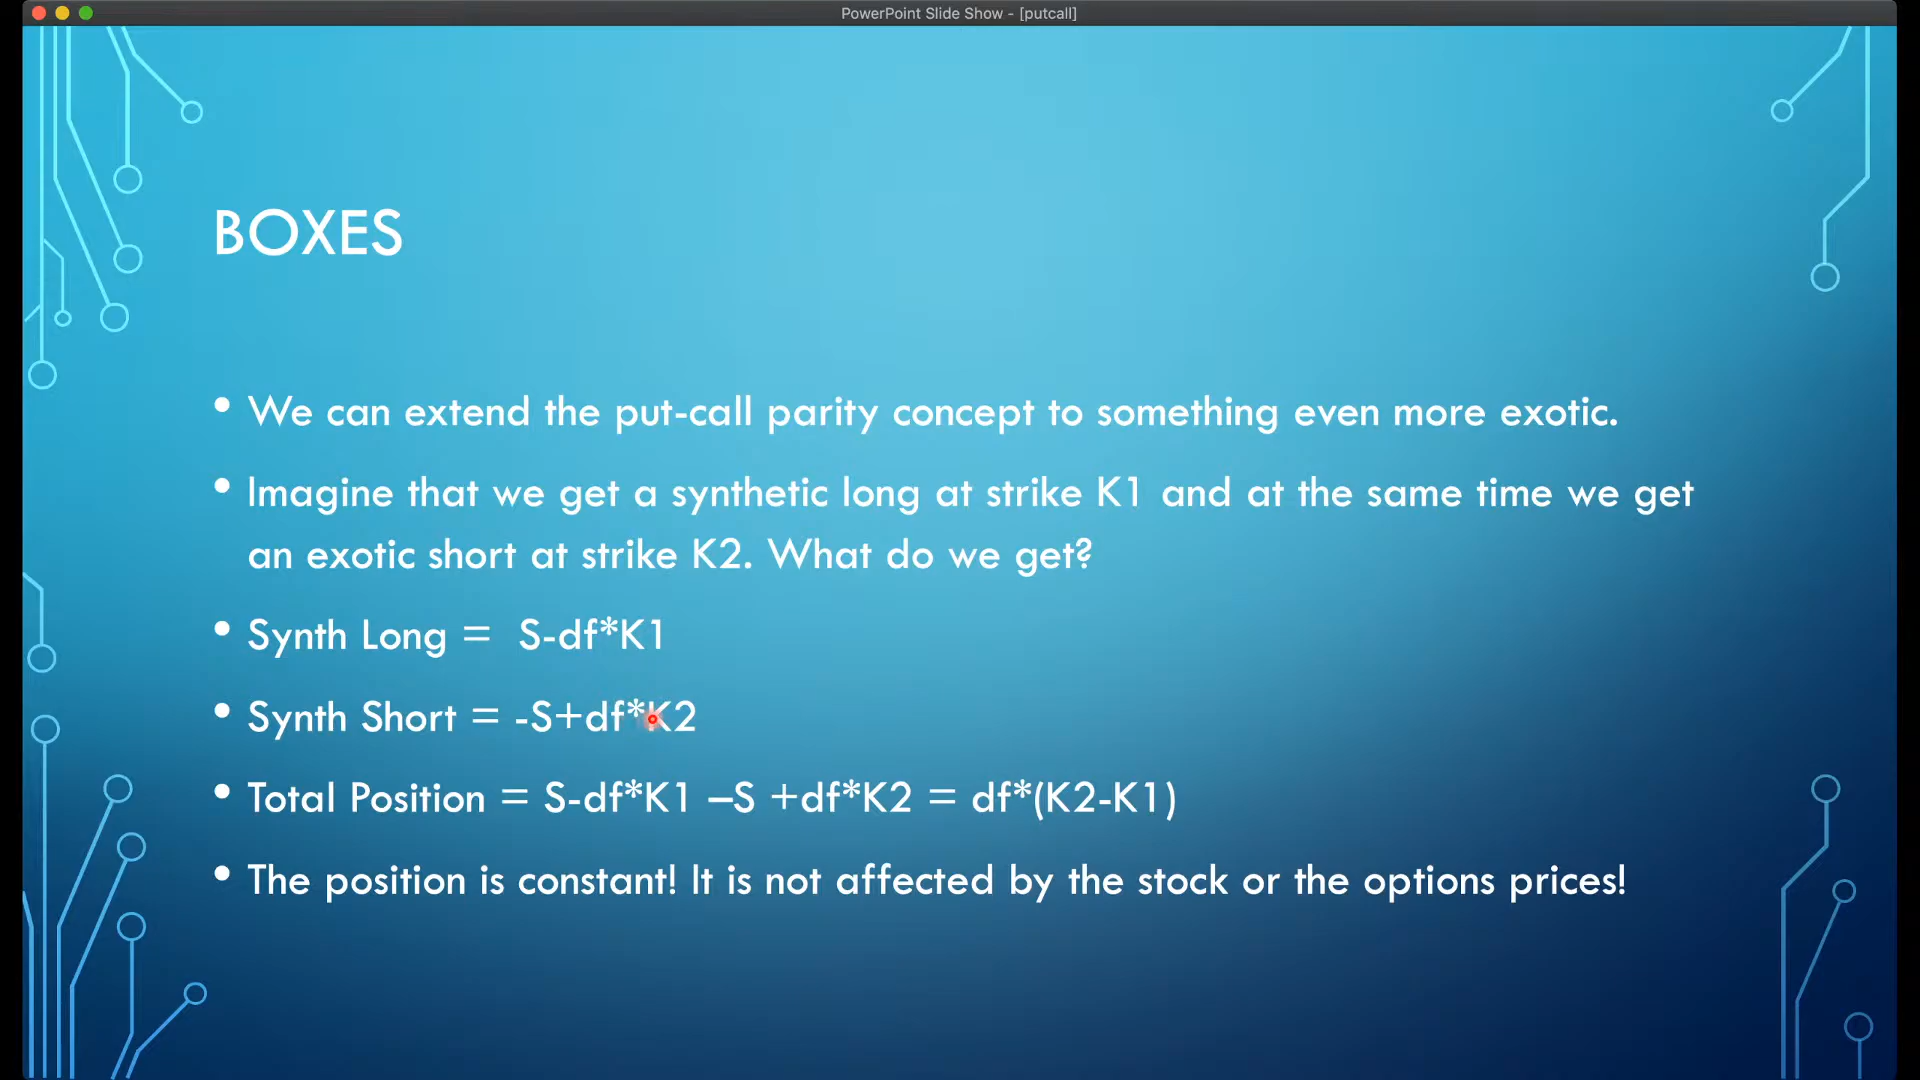 PowerPoint Slide Show - [putcall]
BOXES
• We can extend the put-call parity concept to something even more exotic.
• Imagine that we get a synthetic long at strike K1 and at the same time we get
an exotic short at strike K2. What do we get?
• Synth Long = S-df*K1
• Synth Short = -S+df*K2
• Total Position = S-df*K1 –S +df*K2 = df*(K2-K1)
• The position is constant! It is not affected by the stock or the options prices!